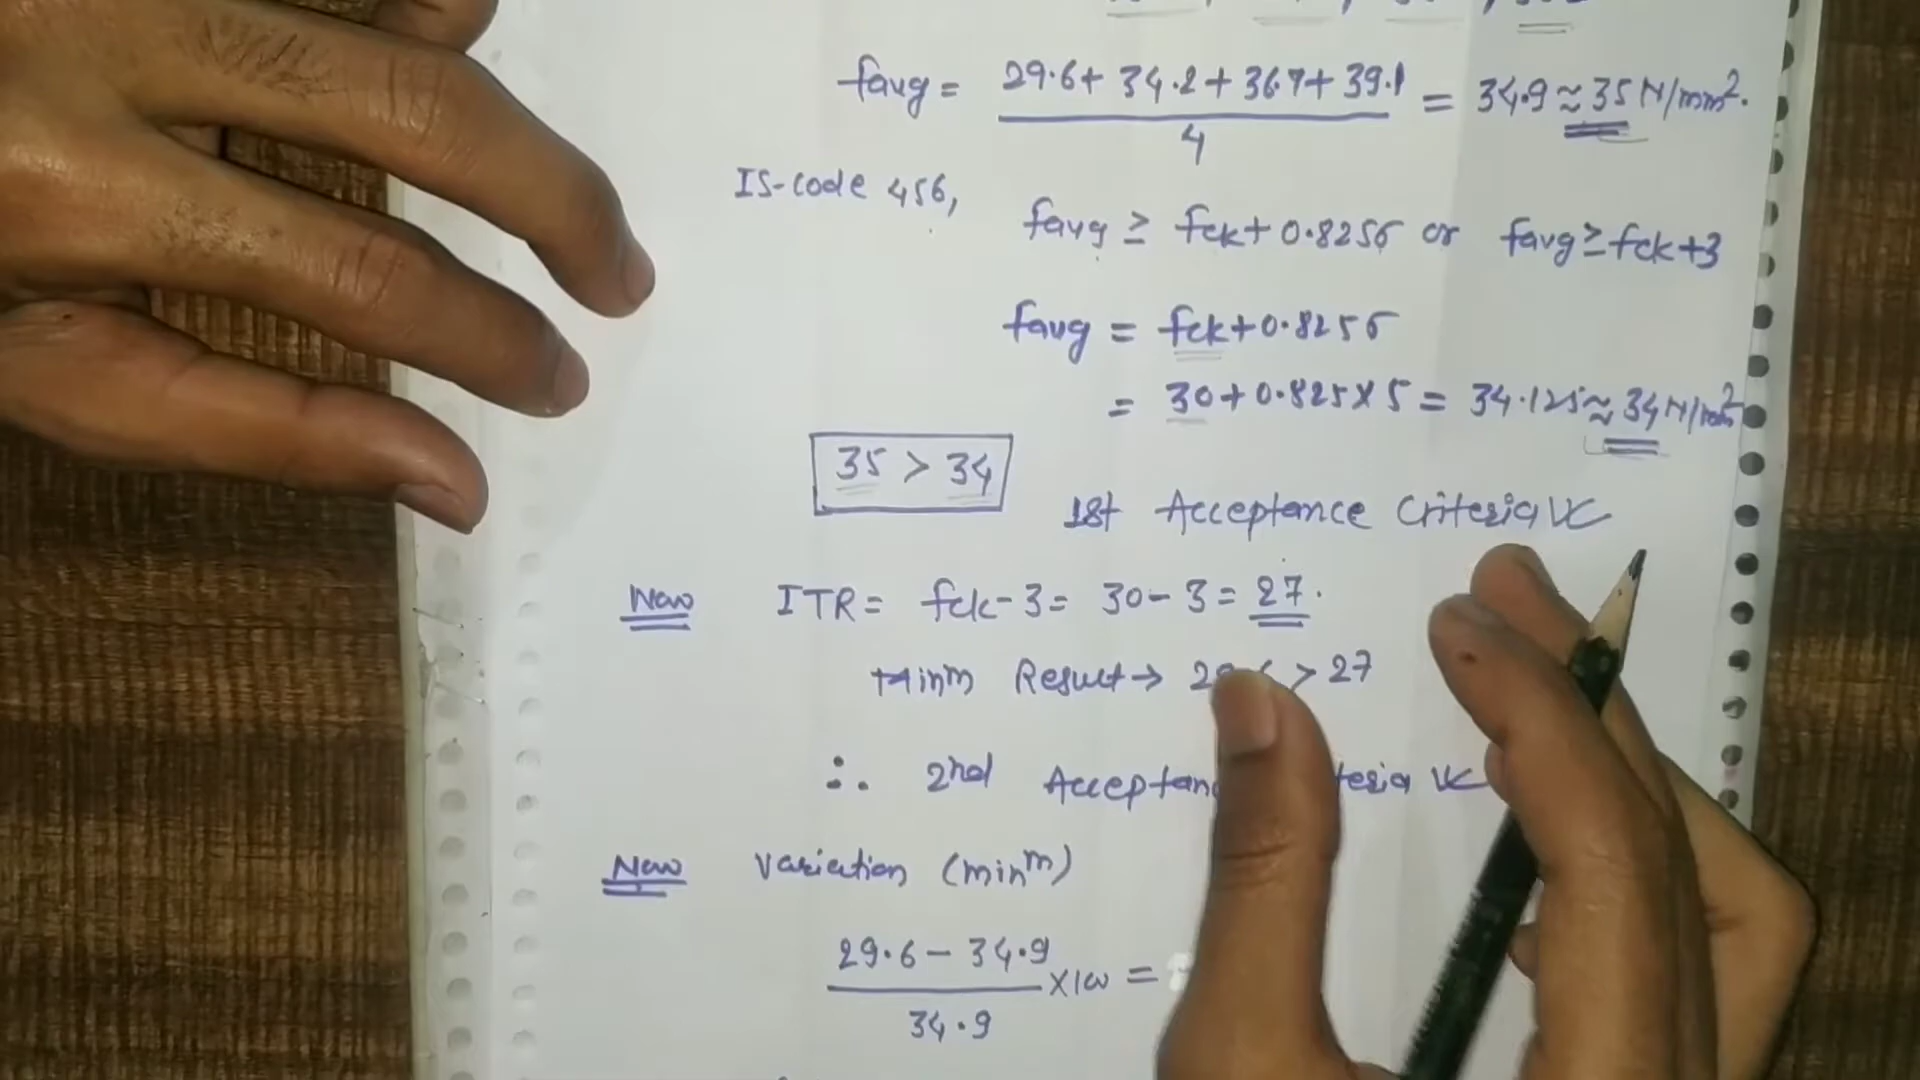 favg = 29.6+ 34.2+ 36.7+ 39.1 / 4 = 34.9 ≈ 35 N/mm².
IS-code 456,
favg ≥ fck+0.825σ or favg ≥ fck+3
favg = fck+0.825σ
= 30+0.825×5 = 34.125 ≈ 34 N/mm²
35 > 34
1st Acceptance Criteria
Now ITR = fck-3 = 30-3 = 27.
Minm Result → > 27
∴ 2nd
Now Variation (minm)
29.6 - 34.9 / 34.9 ×100 =